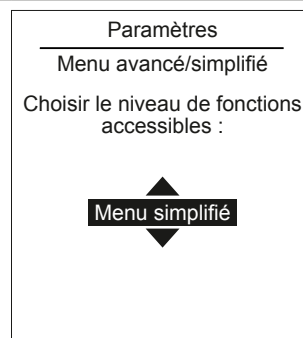 Paramètres
Menu avancé/simplifié
Choisir le niveau de fonctions
accessibles :
Menu simplifié